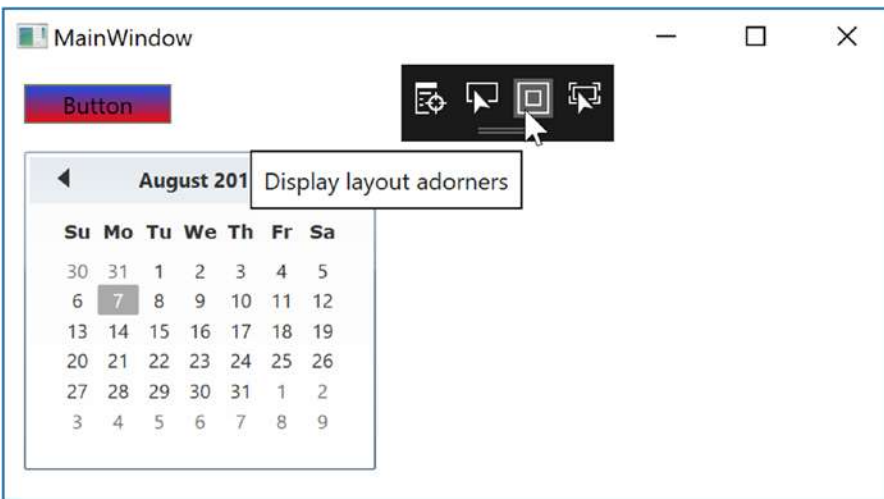 MainWindow
Button
August 201
Display layout adorners
Su Mo Tu We Th Fr Sa
30 31 1 2 3 4 5
6 7 8 9 10 11 12
13 14 15 16 17 18 19
20 21 22 23 24 25 26
27 28 29 30 31 1 2
3 4 5 6 7 8 9